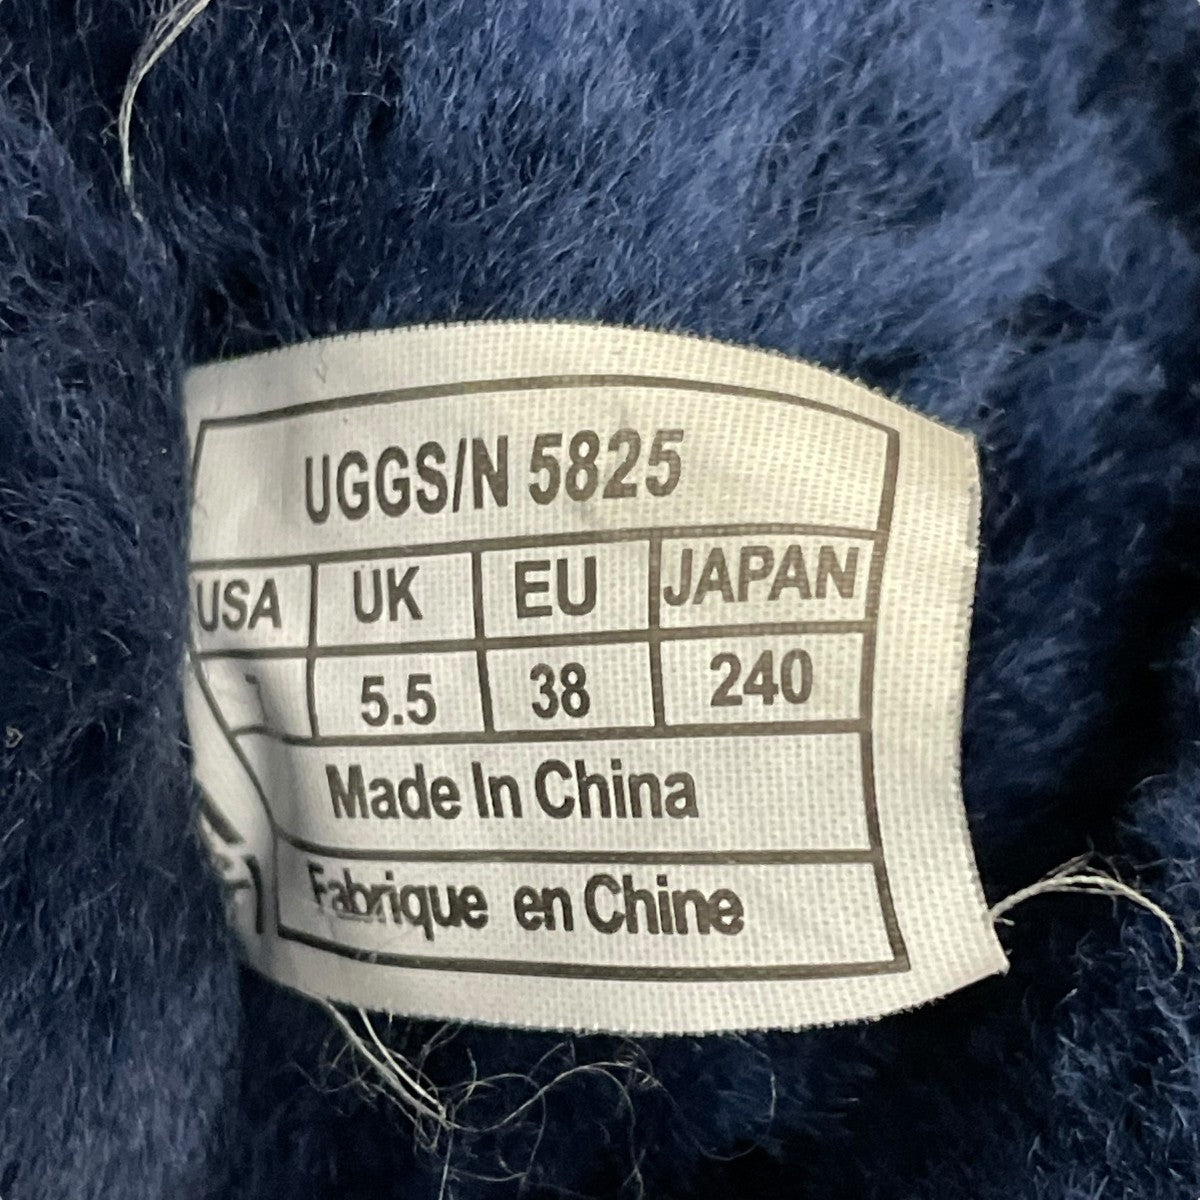 UGGS/N 5825
USA UK EU JAPAN
5.5 38 240
Made In China
Fabrique en Chine